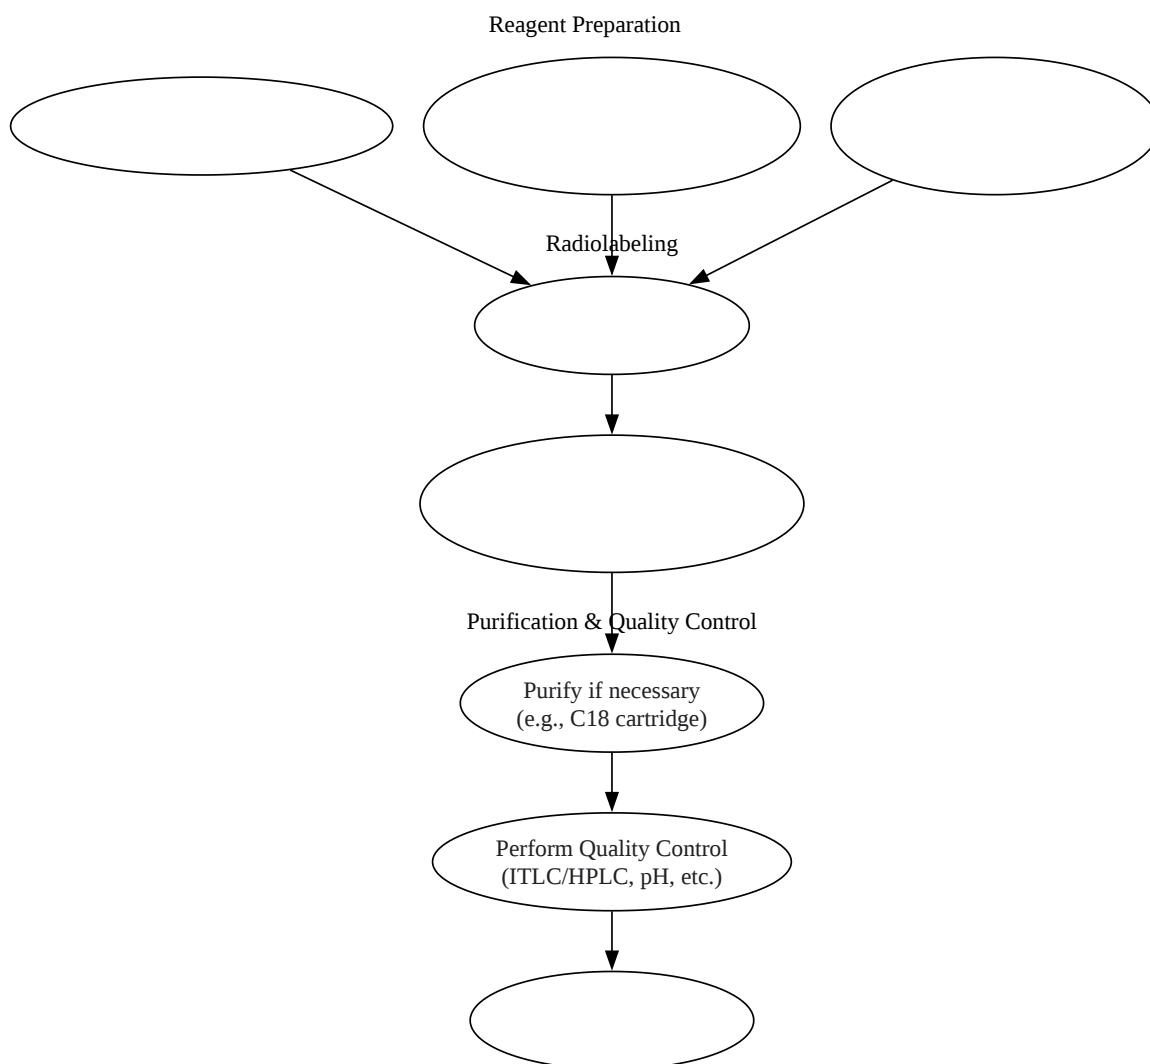 Reagent Preparation
Radiolabeling
Purification & Quality Control
Purify if necessary
(e.g., C18 cartridge)
Perform Quality Control
(ITLC/HPLC, pH, etc.)